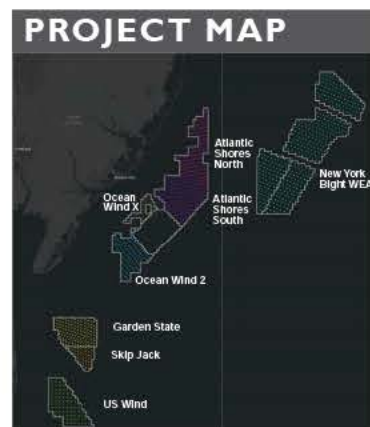 PROJECT MAP
Atlantic
Shores
North
New York
Bight WEA
Ocean
Wind X
Atlantic
Shores
South
Ocean Wind 2
Garden State
Skip Jack
US Wind